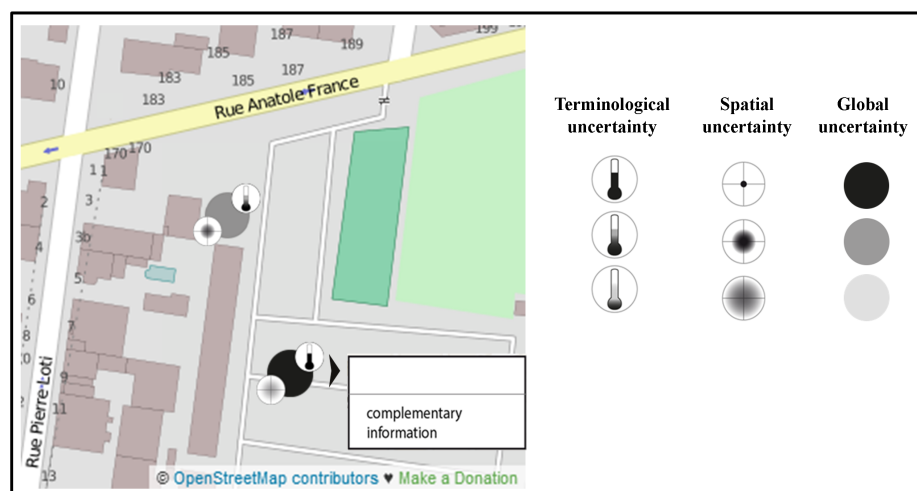 187
189
199
185
187
10
183
185
183
Rue Anatole France
170
170
1
1
2
3
3b
4
5
6
7
8
9
11
13
Rue Pierre Loti
complementary
information
© OpenStreetMap contributors ♥ Make a Donation
Terminological
uncertainty
Spatial
uncertainty
Global
uncertainty